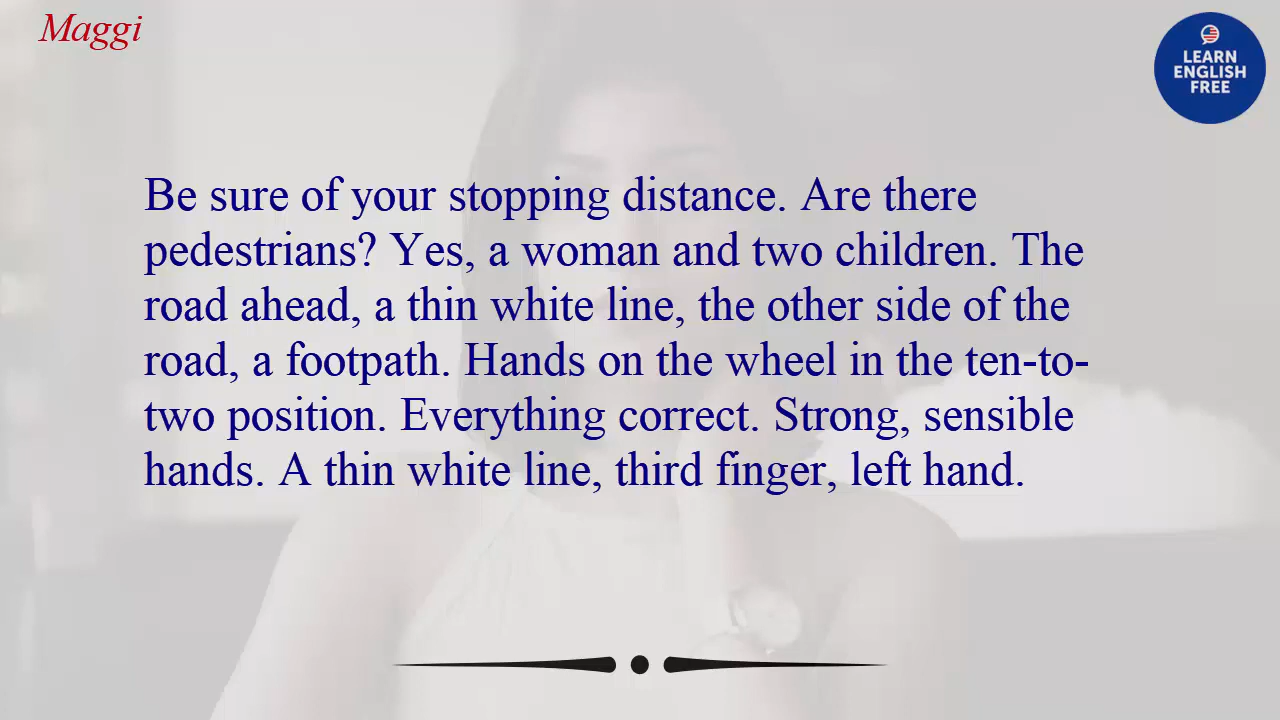 Maggi
LEARN
ENGLISH
FREE
Be sure of your stopping distance. Are there
pedestrians? Yes, a woman and two children. The
road ahead, a thin white line, the other side of the
road, a footpath. Hands on the wheel in the ten-to-
two position. Everything correct. Strong, sensible
hands. A thin white line, third finger, left hand.